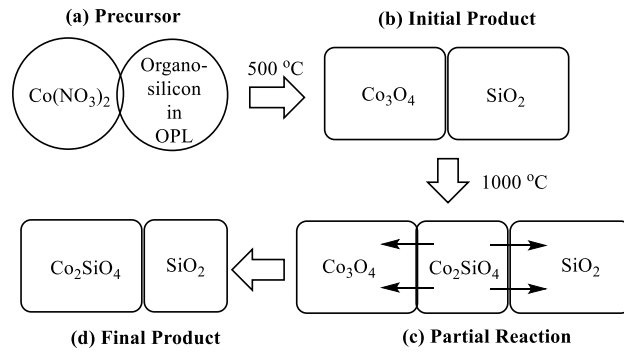 (a) Precursor
(b) Initial Product
Co(NO₃)₂
Organo-
silicon
in
OPL
500 ºC
Co₃O₄
SiO₂
1000 ºC
Co₂SiO₄
SiO₂
Co₃O₄
Co₂SiO₄
SiO₂
(d) Final Product
(c) Partial Reaction